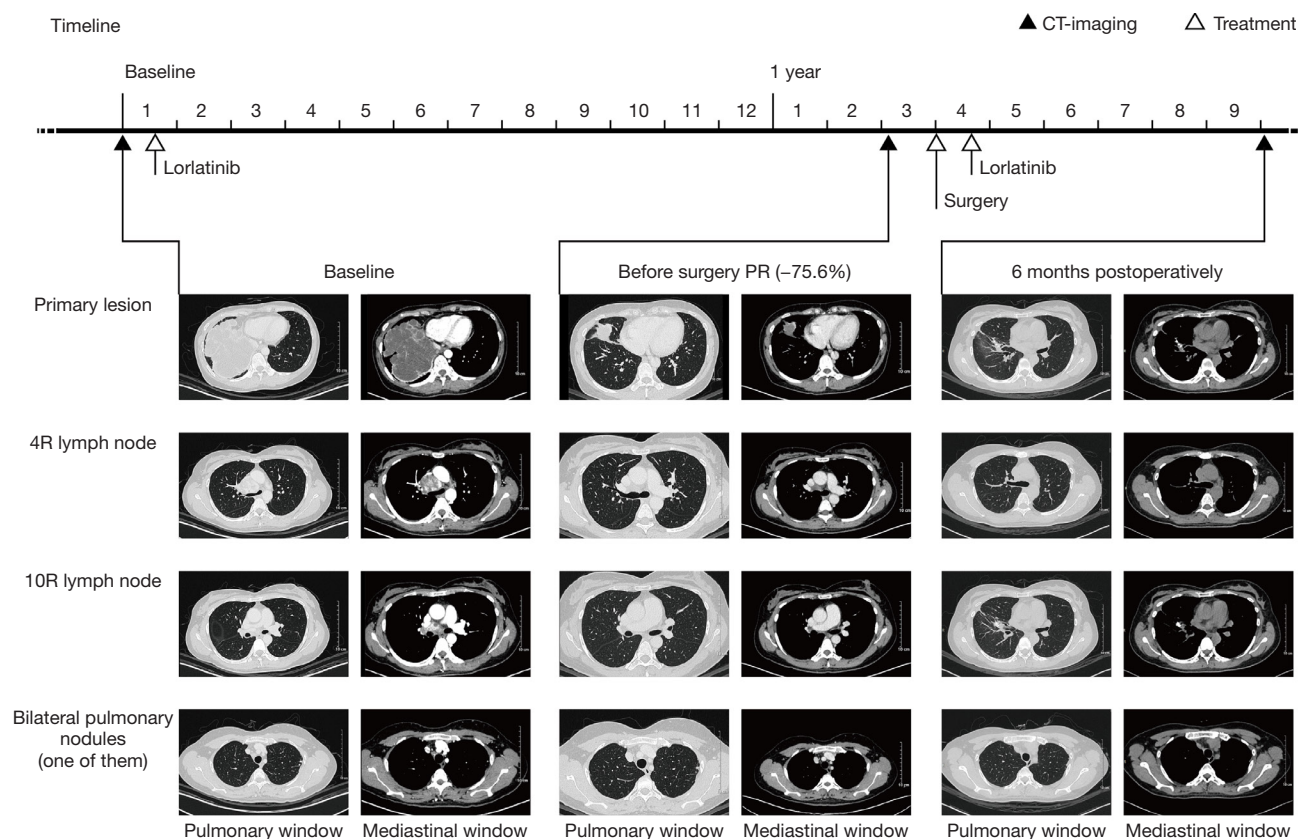 Timeline
CT-imaging Treatment
Baseline 1 year
1 2 3 4 5 6 7 8 9 10 11 12 1 2 3 4 5 6 7 8 9
Lorlatinib Lorlatinib
Surgery
Baseline Before surgery PR (−75.6%) 6 months postoperatively
Primary lesion
4R lymph node
10R lymph node
Bilateral pulmonary
nodules
(one of them)
Pulmonary window Mediastinal window Pulmonary window Mediastinal window Pulmonary window Mediastinal window